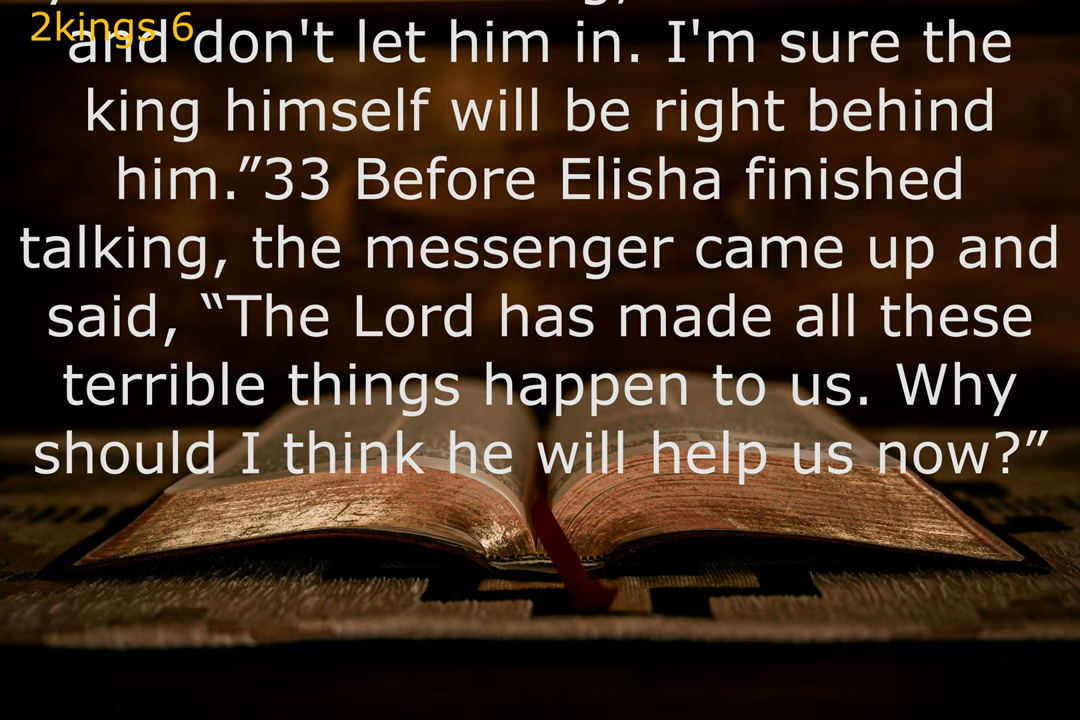 2kings 6
and don't let him in. I'm sure the
king himself will be right behind
him.”33 Before Elisha finished
talking, the messenger came up and
said, “The Lord has made all these
terrible things happen to us. Why
should I think he will help us now?”